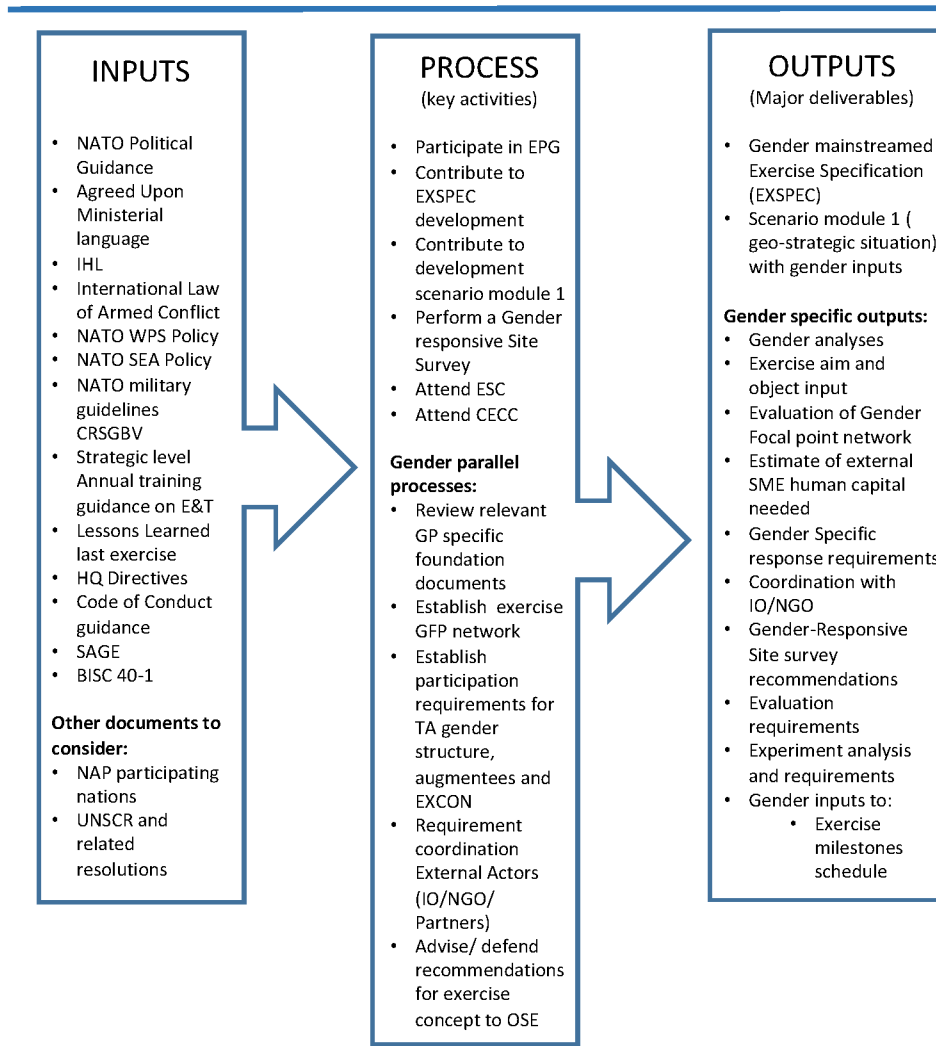 INPUTS
• NATO Political
Guidance
• Agreed Upon
Ministerial
language
• IHL
• International Law
of Armed Conflict
• NATO WPS Policy
• NATO SEA Policy
• NATO military
guidelines
CRSGBV
• Strategic level
Annual training
guidance on E&T
• Lessons Learned
last exercise
• HQ Directives
• Code of Conduct
guidance
• SAGE
• BISC 40-1
Other documents to
consider:
• NAP participating
nations
• UNSCR and
related
resolutions
PROCESS
(key activities)
• Participate in EPG
• Contribute to
EXSPEC
development
• Contribute to
development
scenario module 1
• Perform a Gender
responsive Site
Survey
• Attend ESC
• Attend CECC
Gender parallel
processes:
• Review relevant
GP specific
foundation
documents
• Establish exercise
GFP network
• Establish
participation
requirements for
TA gender
structure,
augmentees and
EXCON
• Requirement
coordination
External Actors
(IO/NGO/
Partners)
• Advise/ defend
recommendations
for exercise
concept to OSE
OUTPUTS
(Major deliverables)
• Gender mainstreamed
Exercise Specification
(EXSPEC)
• Scenario module 1 (
geo-strategic situation)
with gender inputs
Gender specific outputs:
• Gender analyses
• Exercise aim and
object input
• Evaluation of Gender
Focal point network
• Estimate of external
SME human capital
needed
• Gender Specific
response requirements
• Coordination with
IO/NGO
• Gender-Responsive
Site survey
recommendations
• Evaluation
requirements
• Experiment analysis
and requirements
• Gender inputs to:
• Exercise
milestones
schedule